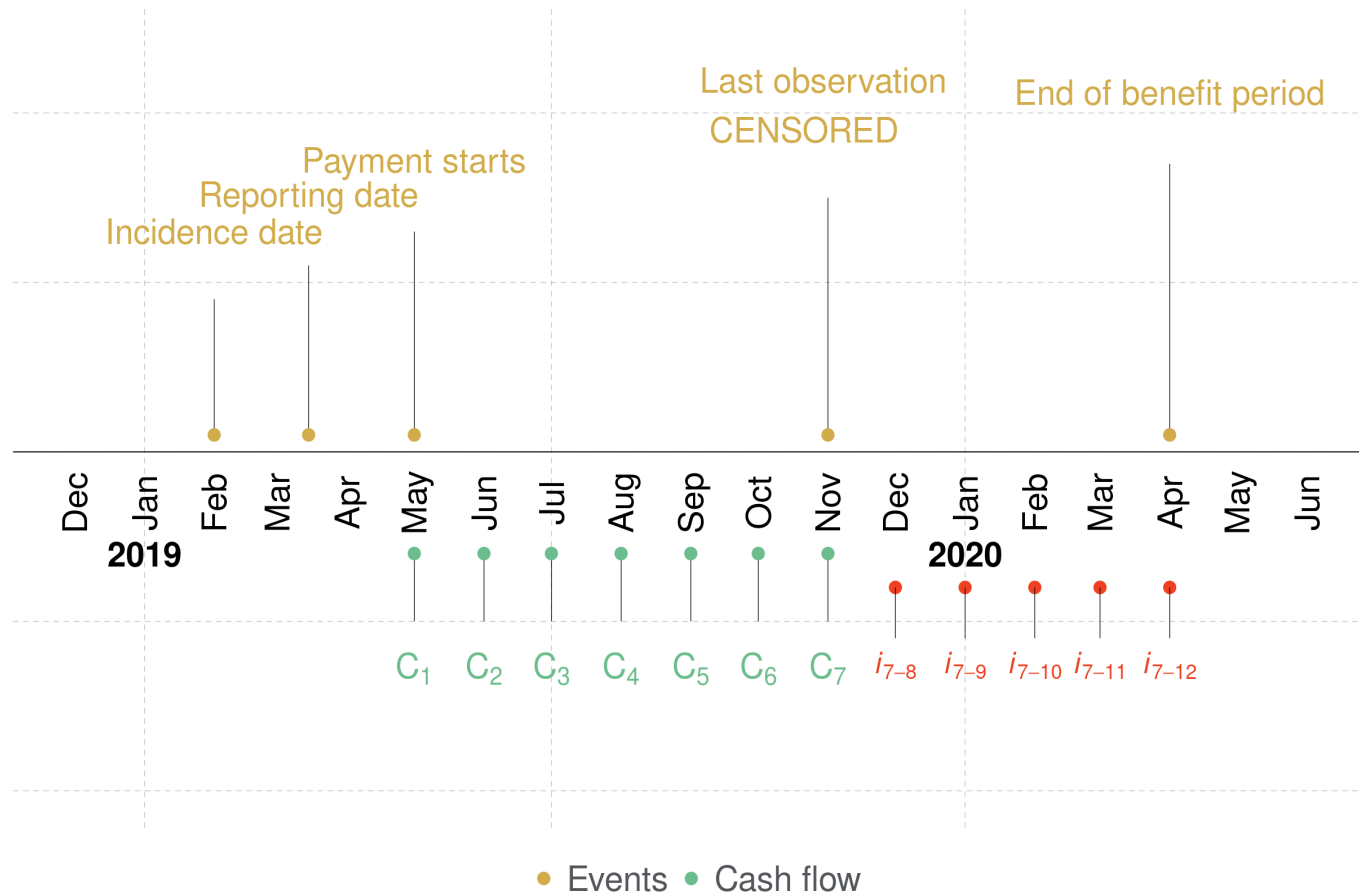 Last observation
CENSORED
End of benefit period
Payment starts
Reporting date
Incidence date
Dec Jan Feb Mar Apr May Jun Jul Aug Sep Oct Nov Dec Jan Feb Mar Apr May Jun
2019 2020
C1 C2 C3 C4 C5 C6 C7 i7–8 i7–9 i7–10 i7–11 i7–12
Events Cash flow